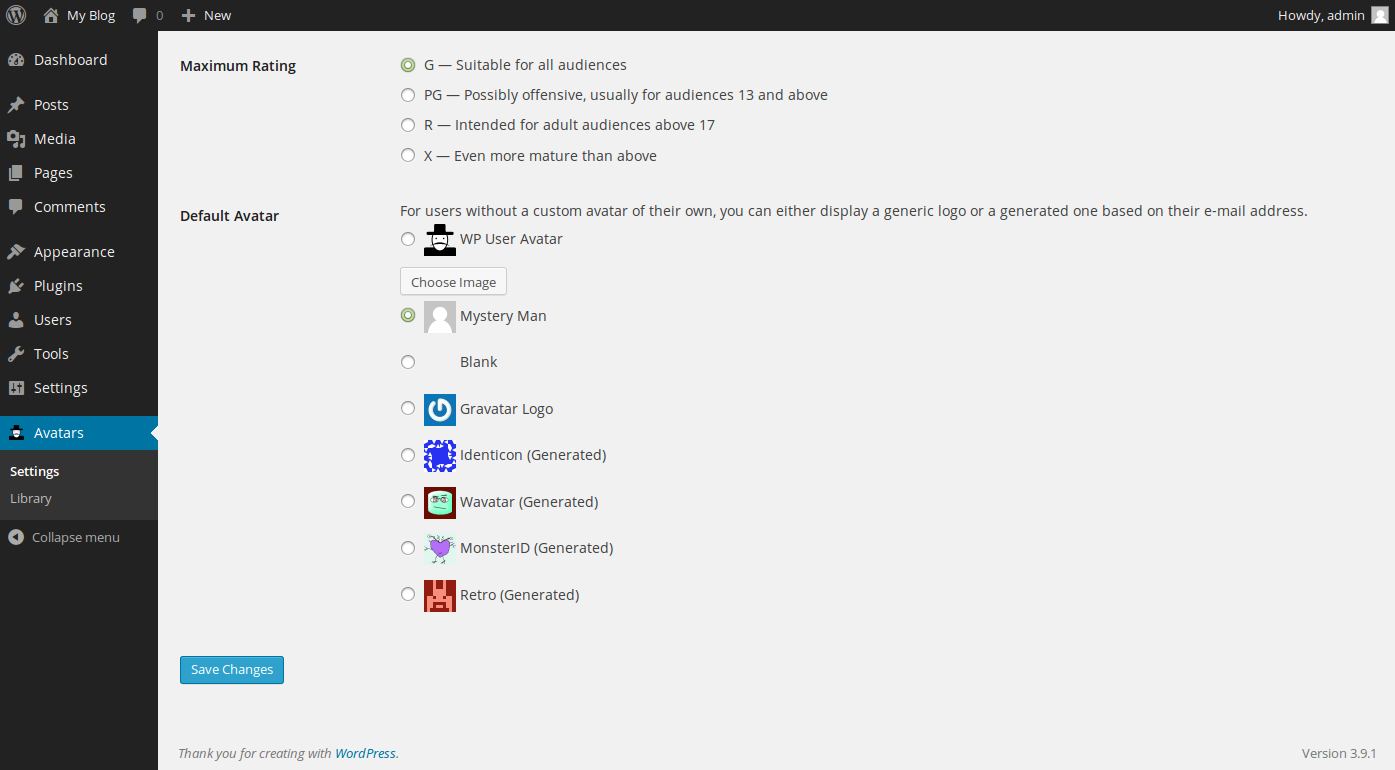 My Blog
0
New
Howdy, admin
Dashboard
Posts
Media
Pages
Comments
Appearance
Plugins
Users
Tools
Settings
Avatars
Settings
Library
Collapse menu
Maximum Rating
G — Suitable for all audiences
PG — Possibly offensive, usually for audiences 13 and above
R — Intended for adult audiences above 17
X — Even more mature than above
Default Avatar
For users without a custom avatar of their own, you can either display a generic logo or a generated one based on their e-mail address.
WP User Avatar
Choose Image
Mystery Man
Blank
Gravatar Logo
Identicon (Generated)
Wavatar (Generated)
MonsterID (Generated)
Retro (Generated)
Save Changes
Thank you for creating with WordPress.
Version 3.9.1